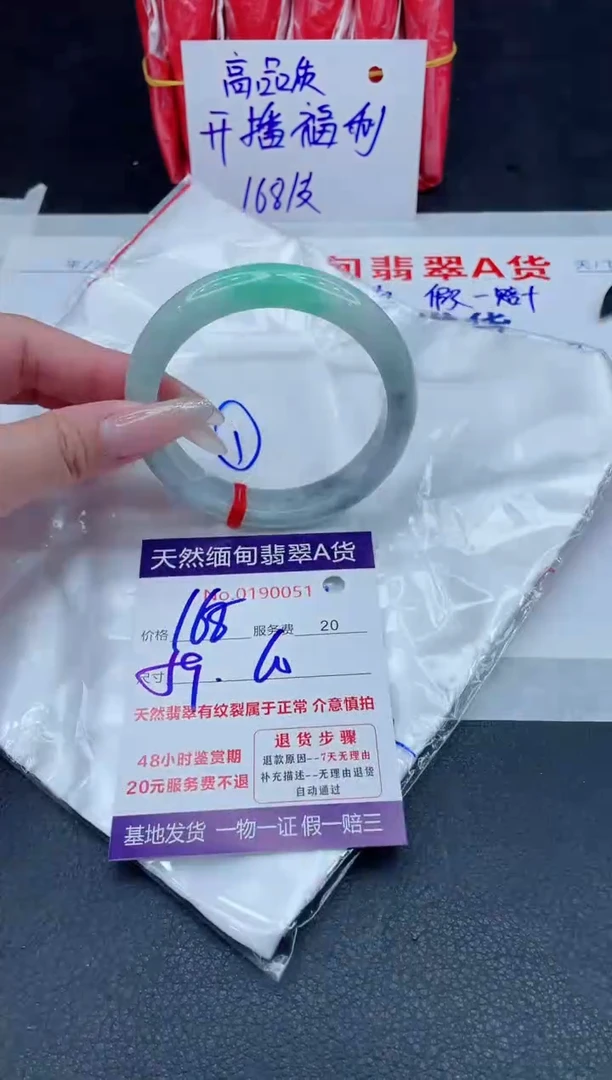 高品质
开播福利
168/支
甸翡翠A货
假一赔十
①
天然缅甸翡翠A货
No.0190051
价格 168 服务费 20
尺寸 59.
天然翡翠有纹裂属于正常 介意慎拍
48小时鉴赏期
20元服务费不退
退货步骤
退款原因--7天无理由
补充描述--无理由退货
自动通过
基地发货 一物一证 假一赔三